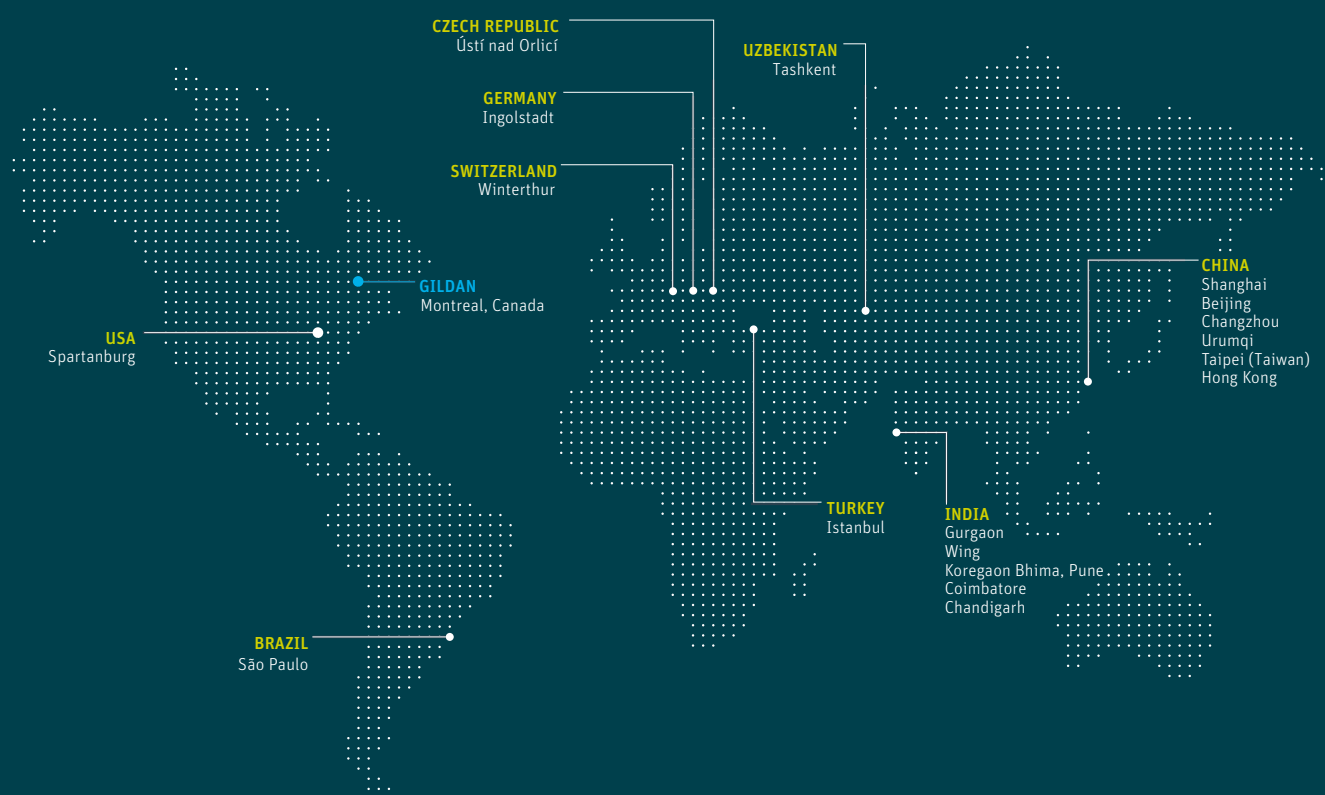 CZECH REPUBLIC
Ústí nad Orlicí
UZBEKISTAN
Tashkent
GERMANY
Ingolstadt
SWITZERLAND
Winterthur
GILDAN
Montreal, Canada
USA
Spartanburg
CHINA
Shanghai
Beijing
Changzhou
Urumqi
Taipei (Taiwan)
Hong Kong
TURKEY
Istanbul
INDIA
Gurgaon
Wing
Koregaon Bhima, Pune
Coimbatore
Chandigarh
BRAZIL
São Paulo